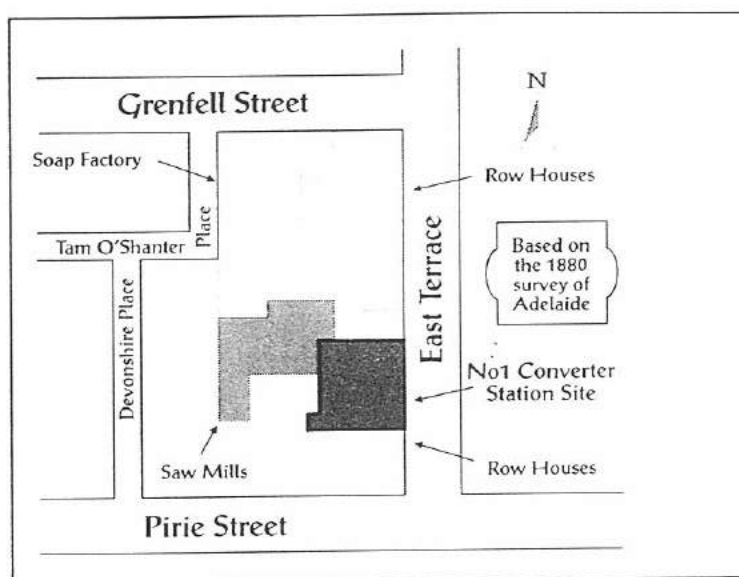 Grenfell Street
N
Soap Factory
Row Houses
Tam O'Shanter
Place
Based on
the 1880
survey of
Adelaide
East Terrace
Devonshire Place
No1 Converter
Station Site
Saw Mills
Row Houses
Pirie Street